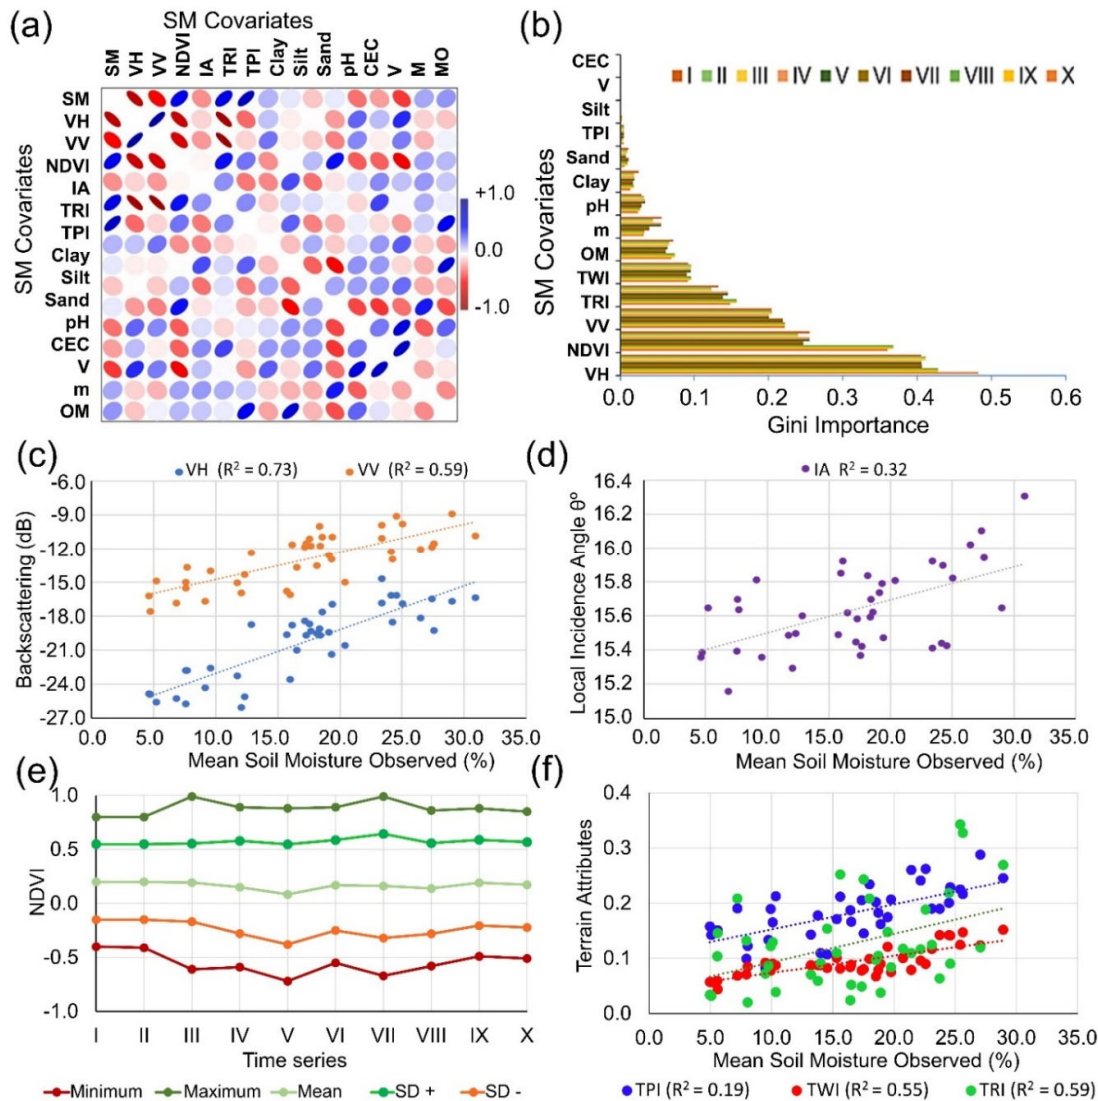 (a)
SM Covariates
SM VH VV NDVI IA TRI TPI Clay Silt Sand pH CEC V M MO
SM Covariates
SM
VH
VV
NDVI
IA
TRI
TPI
Clay
Silt
Sand
pH
CEC
V
m
OM
+1.0
0.0
-1.0
(b)
I II III IV V VI VII VIII IX X
SM Covariates
CEC
V
Silt
TPI
Sand
Clay
pH
m
OM
TWI
TRI
VV
NDVI
VH
0.0 0.1 0.2 0.3 0.4 0.5 0.6
Gini Importance
(c)
VH (R² = 0.73) VV (R² = 0.59)
Backscattering (dB)
-6.0
-9.0
-12.0
-15.0
-18.0
-21.0
-24.0
-27.0
0.0 5.0 10.0 15.0 20.0 25.0 30.0 35.0
Mean Soil Moisture Observed (%)
(d)
IA R² = 0.32
Local Incidence Angle θº
16.4
16.2
16.0
15.8
15.6
15.4
15.2
15.0
0.0 5.0 10.0 15.0 20.0 25.0 30.0 35.0
Mean Soil Moisture Observed (%)
(e)
NDVI
1.0
0.5
0.0
-0.5
-1.0
I II III IV V VI VII VIII IX X
Time series
Minimum Maximum Mean SD + SD -
(f)
Terrain Attributes
0.4
0.3
0.2
0.1
0.0
0.0 5.0 10.0 15.0 20.0 25.0 30.0 35.0
Mean Soil Moisture Observed (%)
TPI (R² = 0.19) TWI (R² = 0.55) TRI (R² = 0.59)